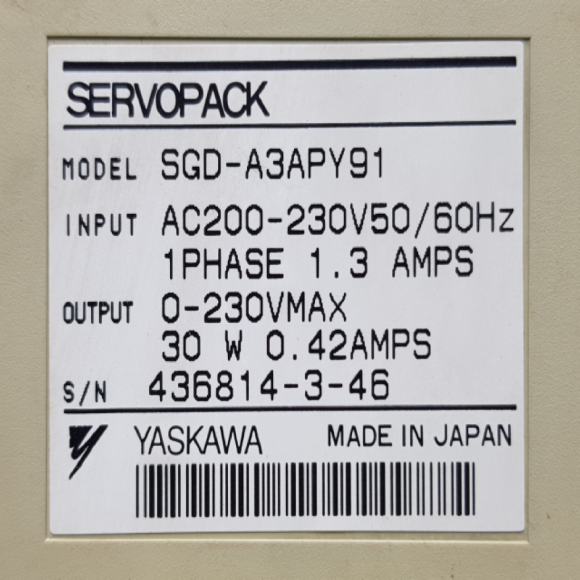 SERVOPACK
MODEL SGD-A3APY91
INPUT AC200-230V50/60Hz
1PHASE 1.3 AMPS
OUTPUT 0-230VMAX
30 W 0.42AMPS
S/N 436814-3-46
YASKAWA MADE IN JAPAN